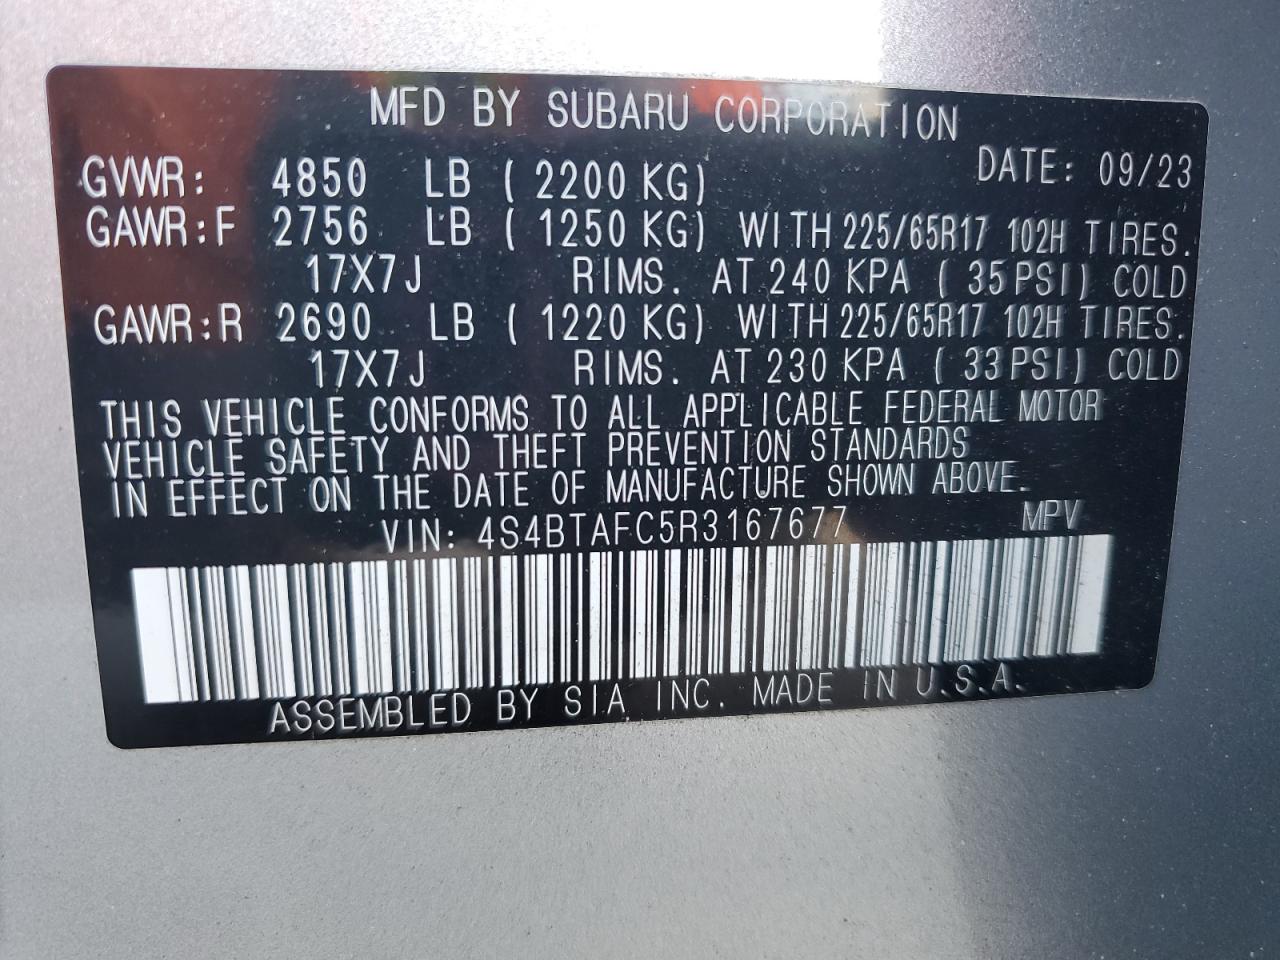 MFD BY SUBARU CORPORATION
DATE: 09/23
GVWR: 4850 LB ( 2200 KG)
GAWR:F 2756 LB ( 1250 KG) WITH 225/65R17 102H TIRES.
17X7J RIMS. AT 240 KPA ( 35 PSI) COLD
GAWR:R 2690 LB ( 1220 KG) WITH 225/65R17 102H TIRES.
17X7J RIMS. AT 230 KPA ( 33 PSI) COLD
THIS VEHICLE CONFORMS TO ALL APPLICABLE FEDERAL MOTOR
VEHICLE SAFETY AND THEFT PREVENTION STANDARDS
IN EFFECT ON THE DATE OF MANUFACTURE SHOWN ABOVE.
VIN: 4S4BTAFC5R3167677 MPV
ASSEMBLED BY SIA INC. MADE IN U.S.A.